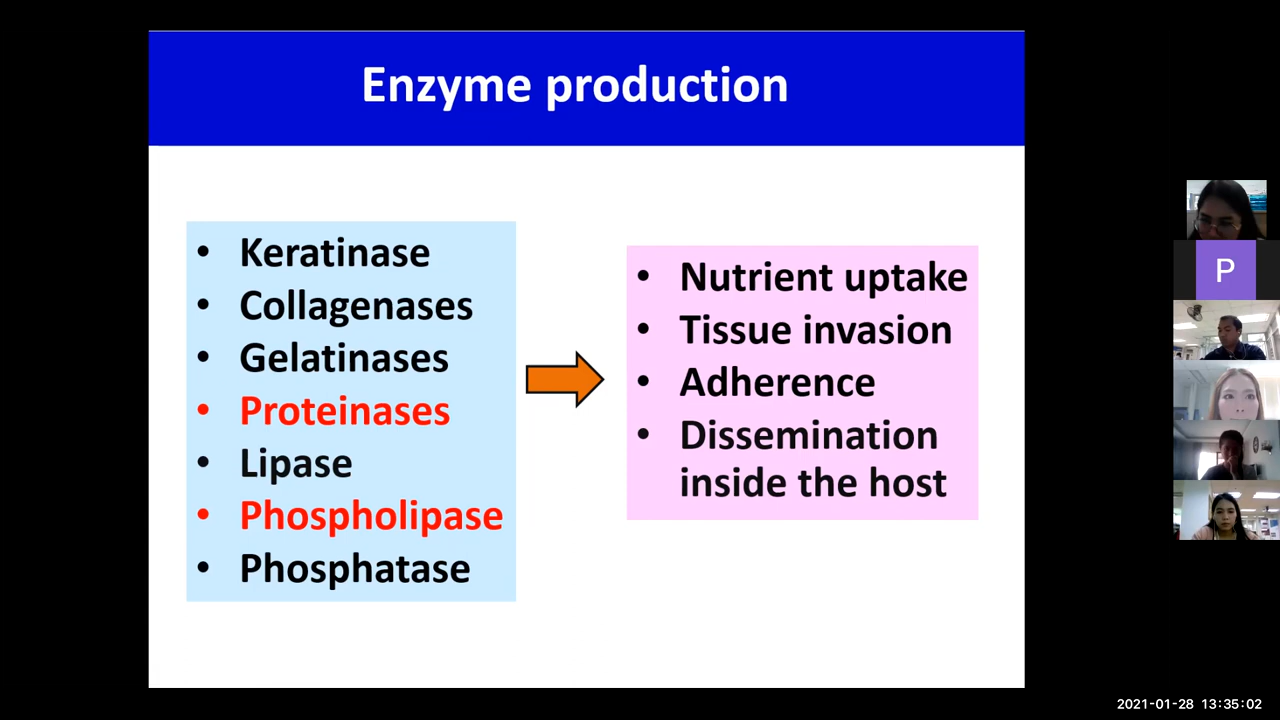 Enzyme production
• Keratinase
• Collagenases
• Gelatinases
• Proteinases
• Lipase
• Phospholipase
• Phosphatase
• Nutrient uptake
• Tissue invasion
• Adherence
• Dissemination
inside the host
P
2021-01-28 13:35:02